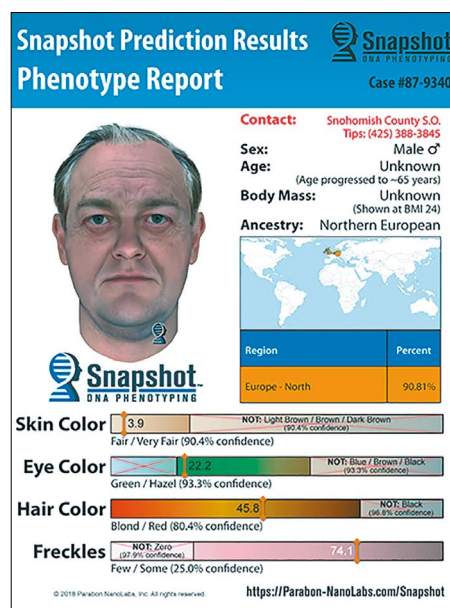 Snapshot Prediction Results
Phenotype Report
Snapshot
DNA PHENOTYPING
Case #87-9340
Contact: Snohomish County S.O.
Tips: (425) 388-3845
Sex: Male ♂
Age: Unknown
(Age progressed to ~65 years)
Body Mass: Unknown
(Shown at BMI 24)
Ancestry: Northern European
Region Percent
Europe - North 90.81%
Snapshot™
DNA PHENOTYPING
Skin Color 3.9 NOT: Light Brown / Brown / Dark Brown
(90.4% confidence)
Fair / Very Fair (90.4% confidence)
Eye Color 22.2 NOT: Blue / Brown / Black
(93.3% confidence)
Green / Hazel (93.3% confidence)
Hair Color 45.8 NOT: Black
(96.8% confidence)
Blond / Red (80.4% confidence)
Freckles NOT: Zero 74.1
(97.9% confidence)
Few / Some (25.0% confidence)
© 2018 Parabon NanoLabs, Inc. All rights reserved.
https://Parabon-NanoLabs.com/Snapshot